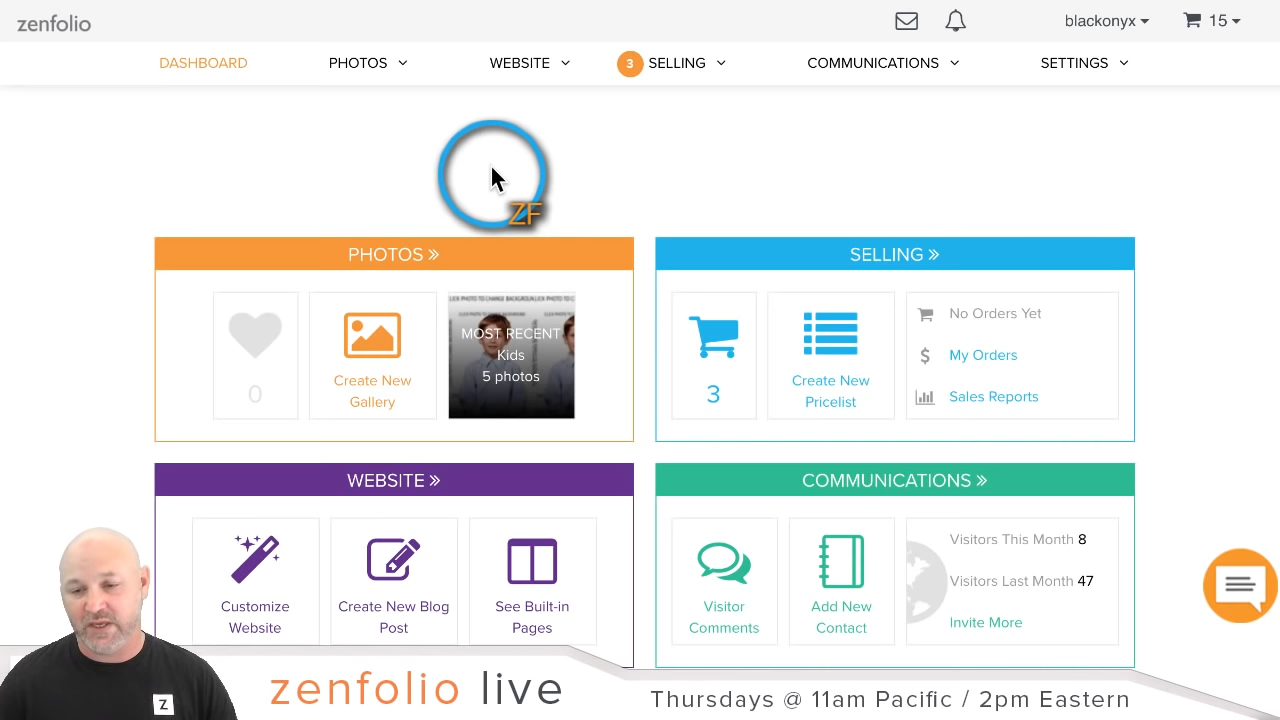 zenfolio
blackonyx
15
DASHBOARD
PHOTOS
WEBSITE
3
SELLING
COMMUNICATIONS
SETTINGS
ZF
PHOTOS »
SELLING »
0
Create New
Gallery
MOST RECENT
Kids
5 photos
3
Create New
Pricelist
No Orders Yet
$
My Orders
Sales Reports
WEBSITE »
COMMUNICATIONS »
Customize
Website
Create New Blog
Post
See Built-in
Pages
Visitor
Comments
Add New
Contact
Visitors This Month 8
Visitors Last Month 47
Invite More
Z
zenfolio live
Thursdays @ 11am Pacific / 2pm Eastern